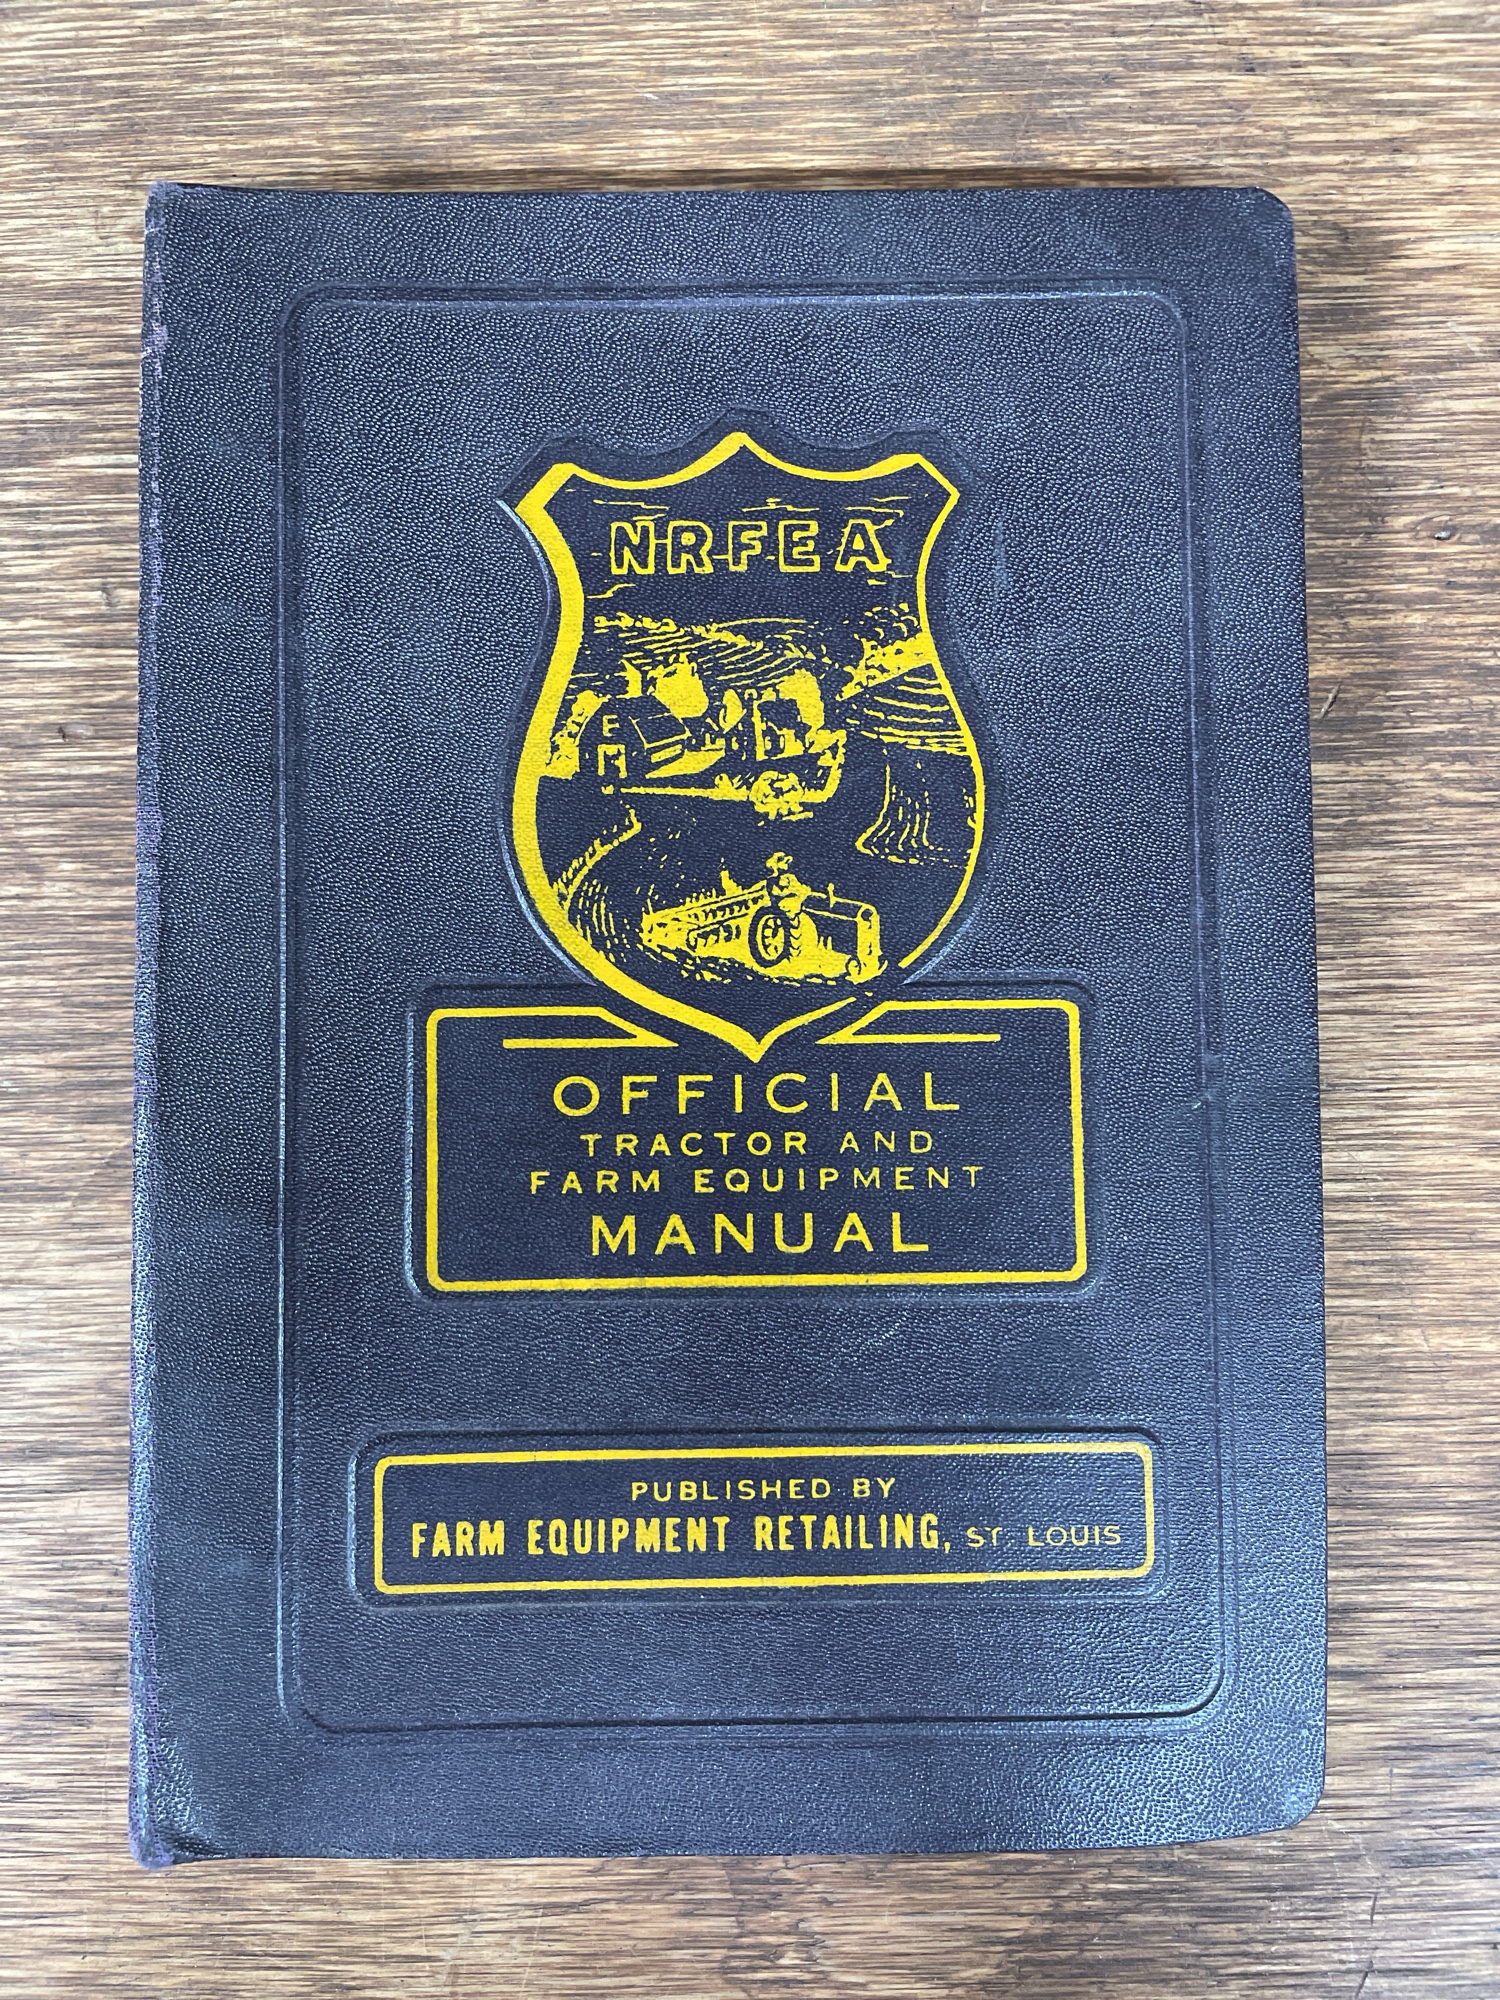 NRFEA
OFFICIAL
TRACTOR AND
FARM EQUIPMENT
MANUAL
PUBLISHED BY
FARM EQUIPMENT RETAILING, ST. LOUIS